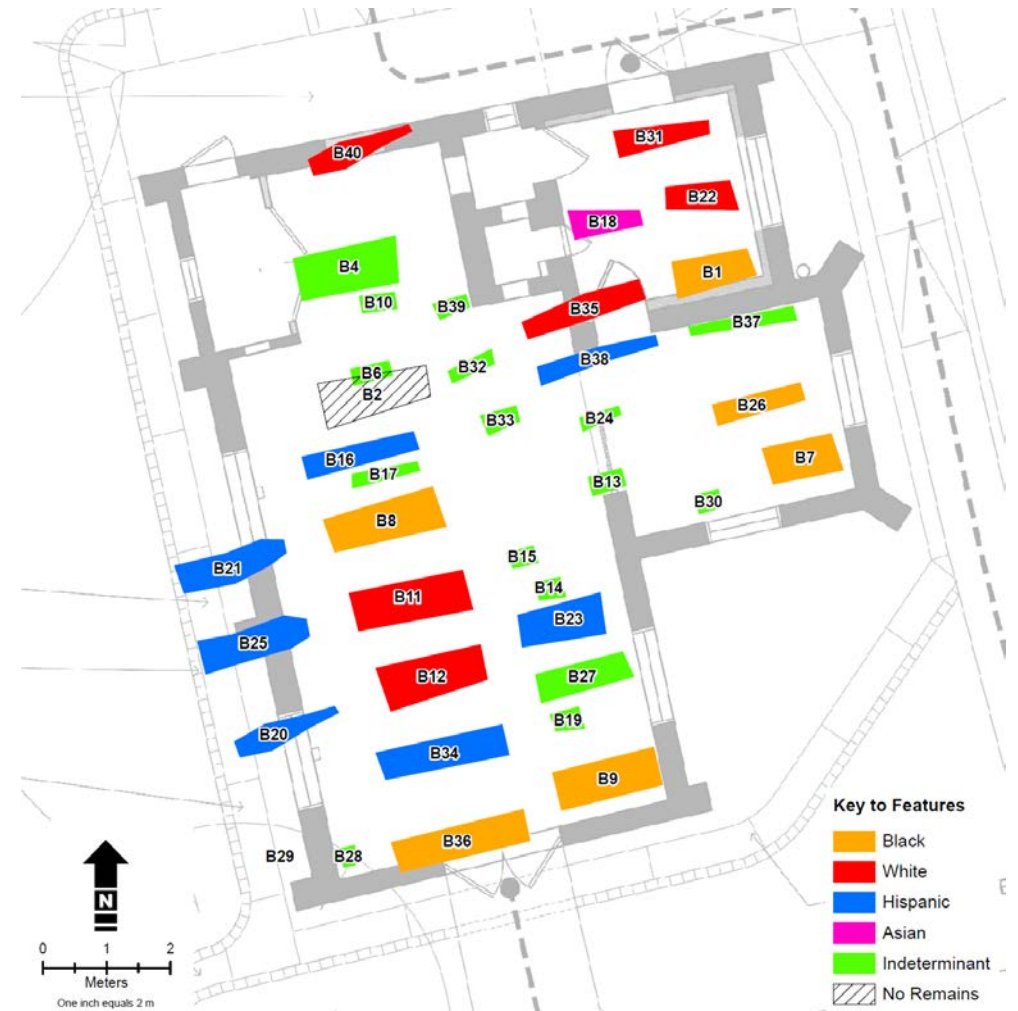 B40
B31
B22
B18
B4
B1
B10
B39
B35
B37
B38
B32
B6
B2
B26
B33
B24
B7
B16
B17
B13
B30
B8
B15
B21
B14
B11
B23
B25
B12
B27
B19
B20
B34
B9
B36
B29
B28
Key to Features
Black
White
Hispanic
Asian
Indeterminant
No Remains
N
0 1 2
Meters
One inch equals 2 m